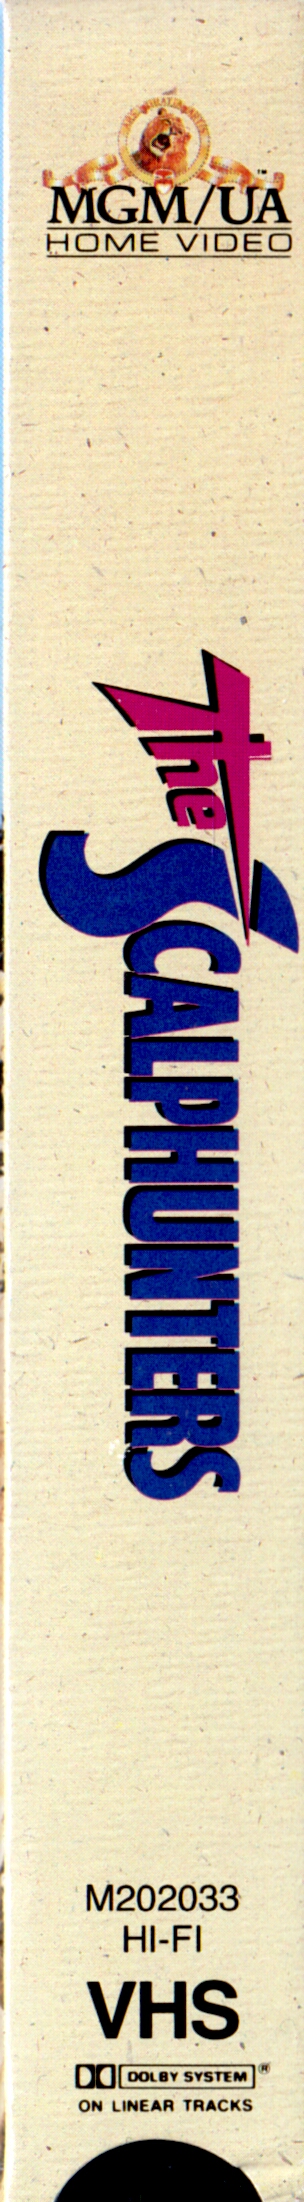 MGM/UA
HOME VIDEO
The
SCALPHUNTERS
M202033
HI-FI
VHS
DOLBY SYSTEM®
ON LINEAR TRACKS